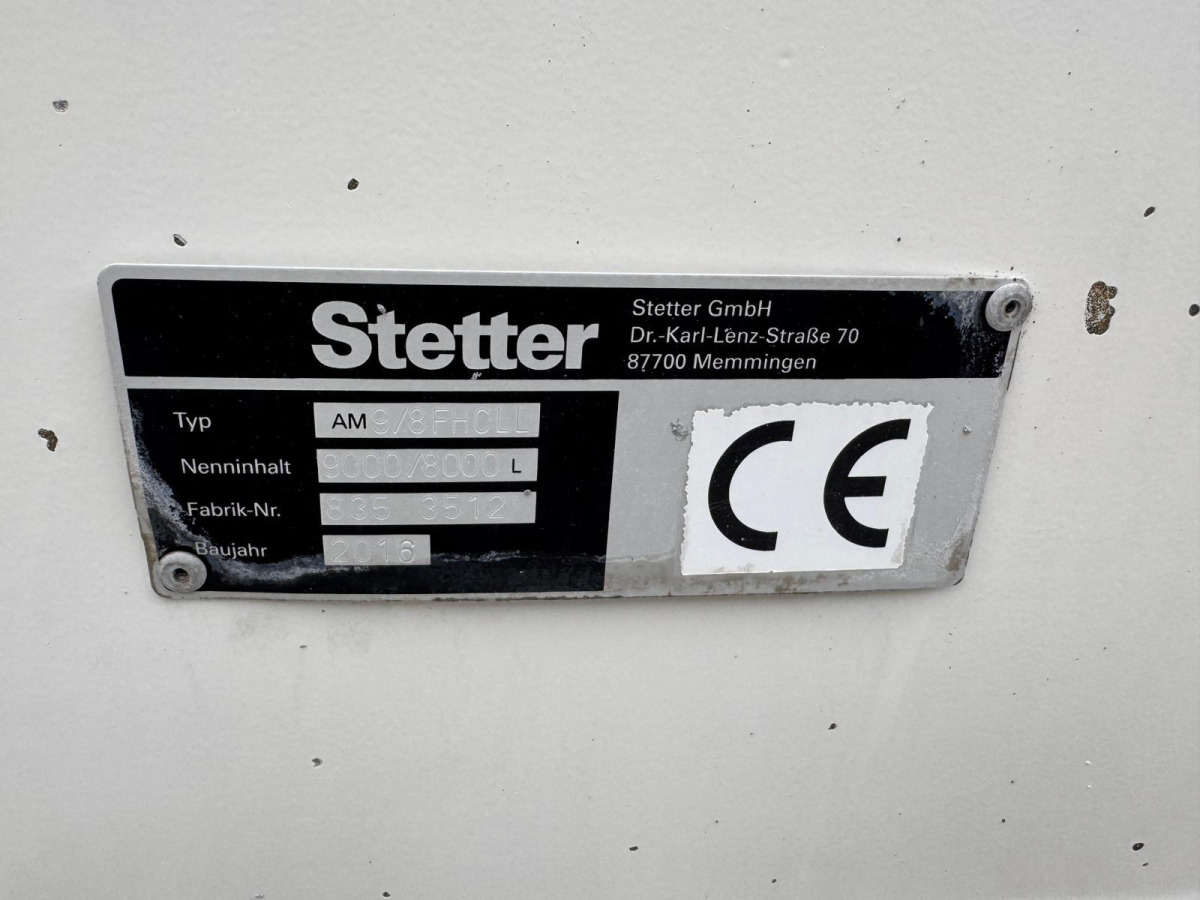 Stetter
Stetter GmbH
Dr.-Karl-Lenz-Straße 70
87700 Memmingen
Typ AM 9/8FHCLL
Nenninhalt 9000/8000 L
Fabrik-Nr. 835 3512
Baujahr 2016
CE